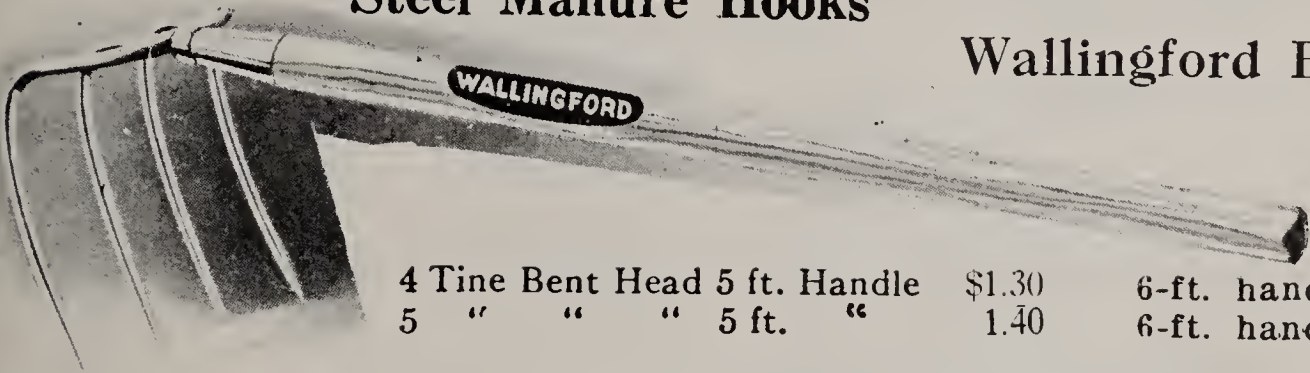 Steel Manure Hooks
Wallingford
WALLINGFORD
4 Tine Bent Head 5 ft. Handle $1.30 6-ft.
5 " " " 5 ft. " 1.40 6-ft.